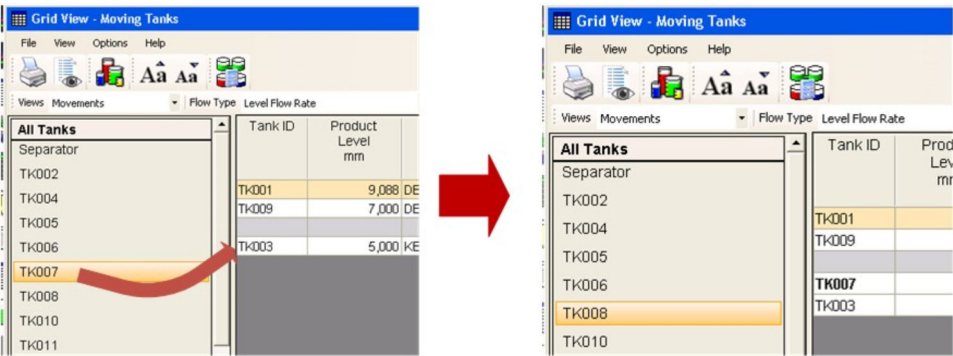 Grid View - Moving Tanks
File View Options Help
Aa Aa
Views Movements Flow Type Level Flow Rate
All Tanks
Separator
TK002
TK004
TK005
TK006
TK007
TK008
TK010
TK011
Tank ID Product
Level
mm
TK001 9,088 DE
TK009 7,000 DE
TK003 5,000 KE
Grid View - Moving Tanks
File View Options Help
Aa Aa
Views Movements Flow Type Level Flow Rate
All Tanks
Separator
TK002
TK004
TK005
TK006
TK008
TK010
Tank ID Prod
Lev
mr
TK001
TK009
TK007
TK003